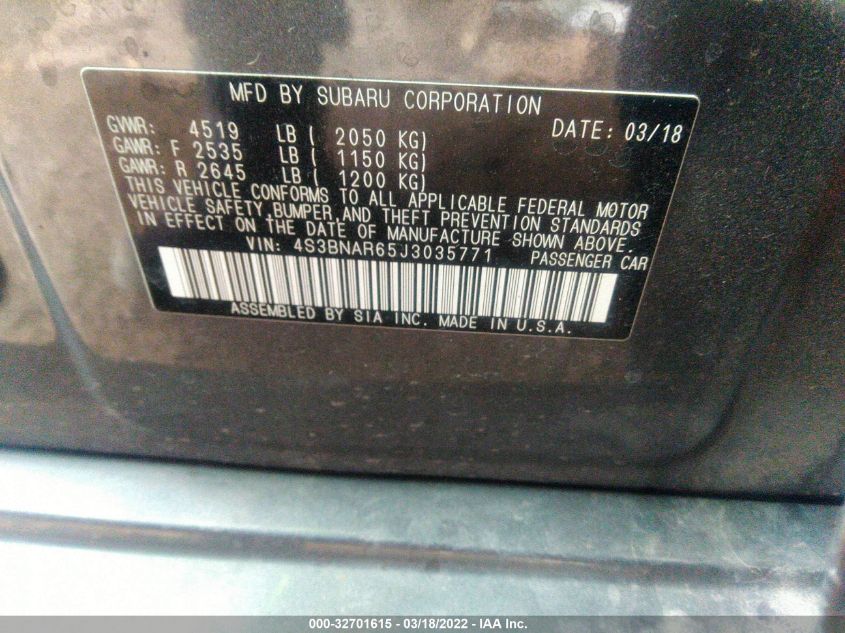 MFD BY SUBARU CORPORATION
GVWR: 4519 LB ( 2050 KG) DATE: 03/18
GAWR: F 2535 LB ( 1150 KG)
GAWR: R 2645 LB ( 1200 KG)
THIS VEHICLE CONFORMS TO ALL APPLICABLE FEDERAL MOTOR
VEHICLE SAFETY,BUMPER,AND THEFT PREVENTION STANDARDS
IN EFFECT ON THE DATE OF MANUFACTURE SHOWN ABOVE.
VIN: 4S3BNAR65J3035771 PASSENGER CAR
ASSEMBLED BY SIA INC. MADE IN U.S.A.
000-32701615 - 03/18/2022 - IAA Inc.